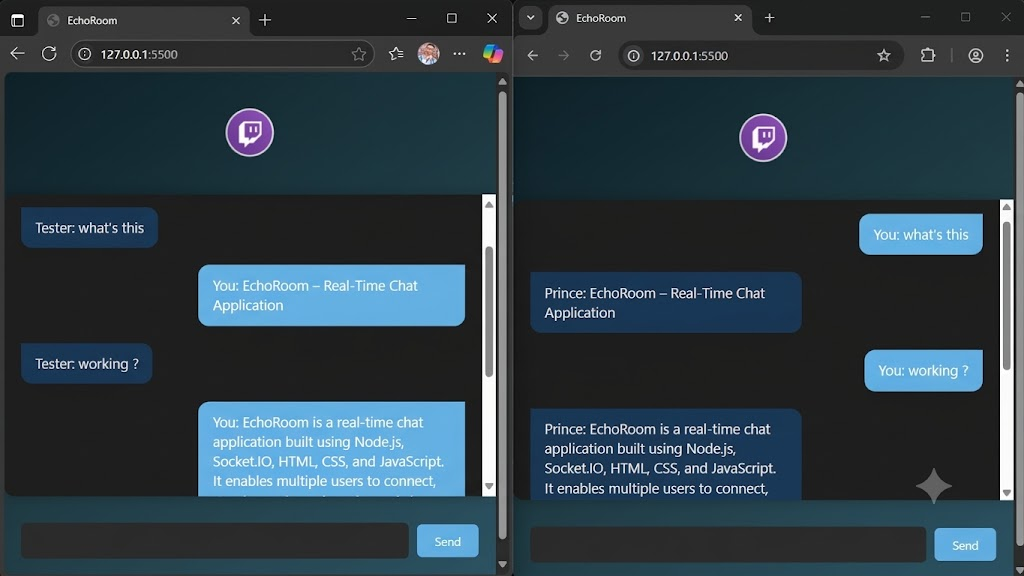 EchoRoom
127.0.0.1:5500
Tester: what's this
You: EchoRoom – Real-Time Chat
Application
Tester: working ?
You: EchoRoom is a real-time chat
application built using Node.js,
Socket.IO, HTML, CSS, and JavaScript.
It enables multiple users to connect,
Send
EchoRoom
127.0.0.1:5500
You: what's this
Prince: EchoRoom – Real-Time Chat
Application
You: working ?
Prince: EchoRoom is a real-time chat
application built using Node.js,
Socket.IO, HTML, CSS, and JavaScript.
It enables multiple users to connect,
Send